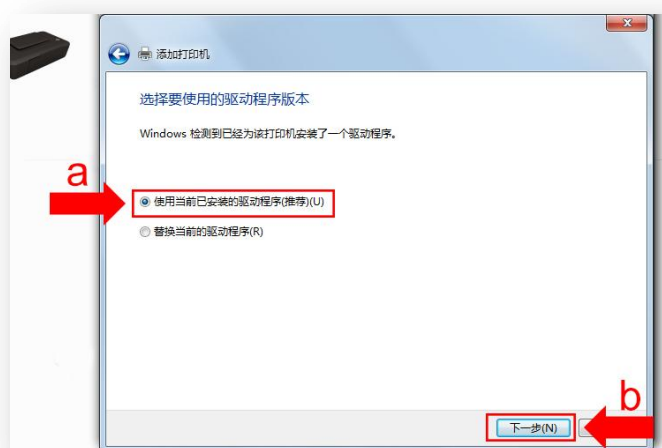 添加打印机
选择要使用的驱动程序版本
Windows 检测到已经为该打印机安装了一个驱动程序。
a
使用当前已安装的驱动程序(推荐)(U)
替换当前的驱动程序(R)
b
下一步(N)